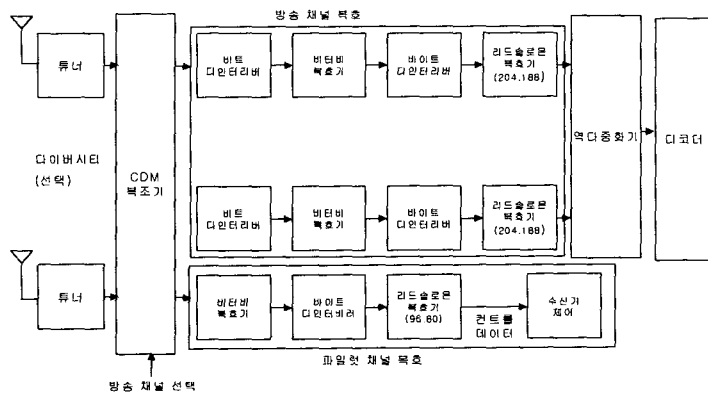 방송 채널 복호
튜너
비트
디인터리버
비터비
복호기
바이트
디인터리버
리드솔로몬
복호기
(204.188)
다이버시티
(선택)
CDM
복조기
역다중화기
디코더
비트
디인터리버
비터비
복호기
바이트
디인터리버
리드솔로몬
복호기
(204.188)
튜너
비터비
복호기
바이트
디인터비러
리드솔로몬
복호기
(96.80)
컨트롤
데이터
수신기
제어
파일럿 채널 복호
방송 채널 선택